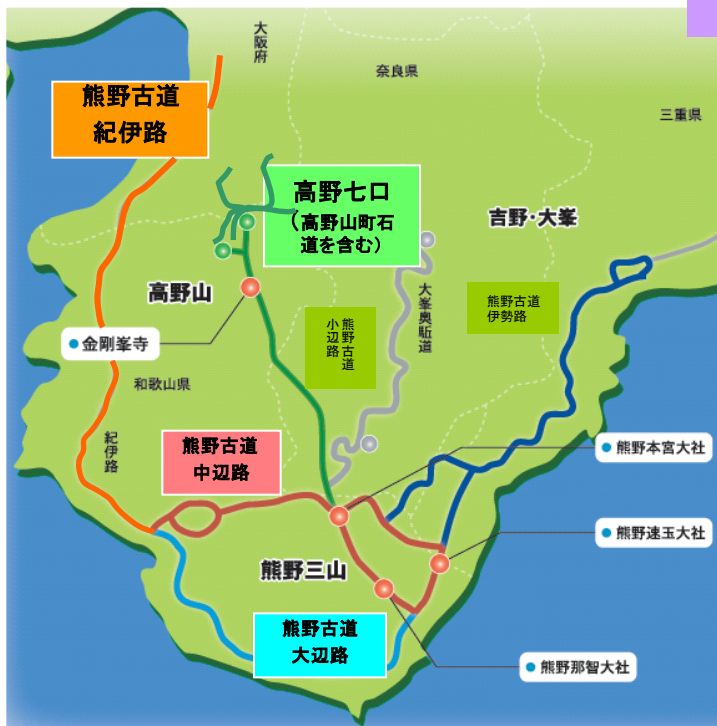 大阪府
奈良県
三重県
熊野古道
紀伊路
高野七口
(高野山町石
道を含む)
吉野・大峯
高野山
大峯奥駈道
熊野古道
伊勢路
熊野古道
小辺路
金剛峯寺
和歌山県
紀伊路
熊野古道
中辺路
熊野本宮大社
熊野速玉大社
熊野三山
熊野古道
大辺路
熊野那智大社